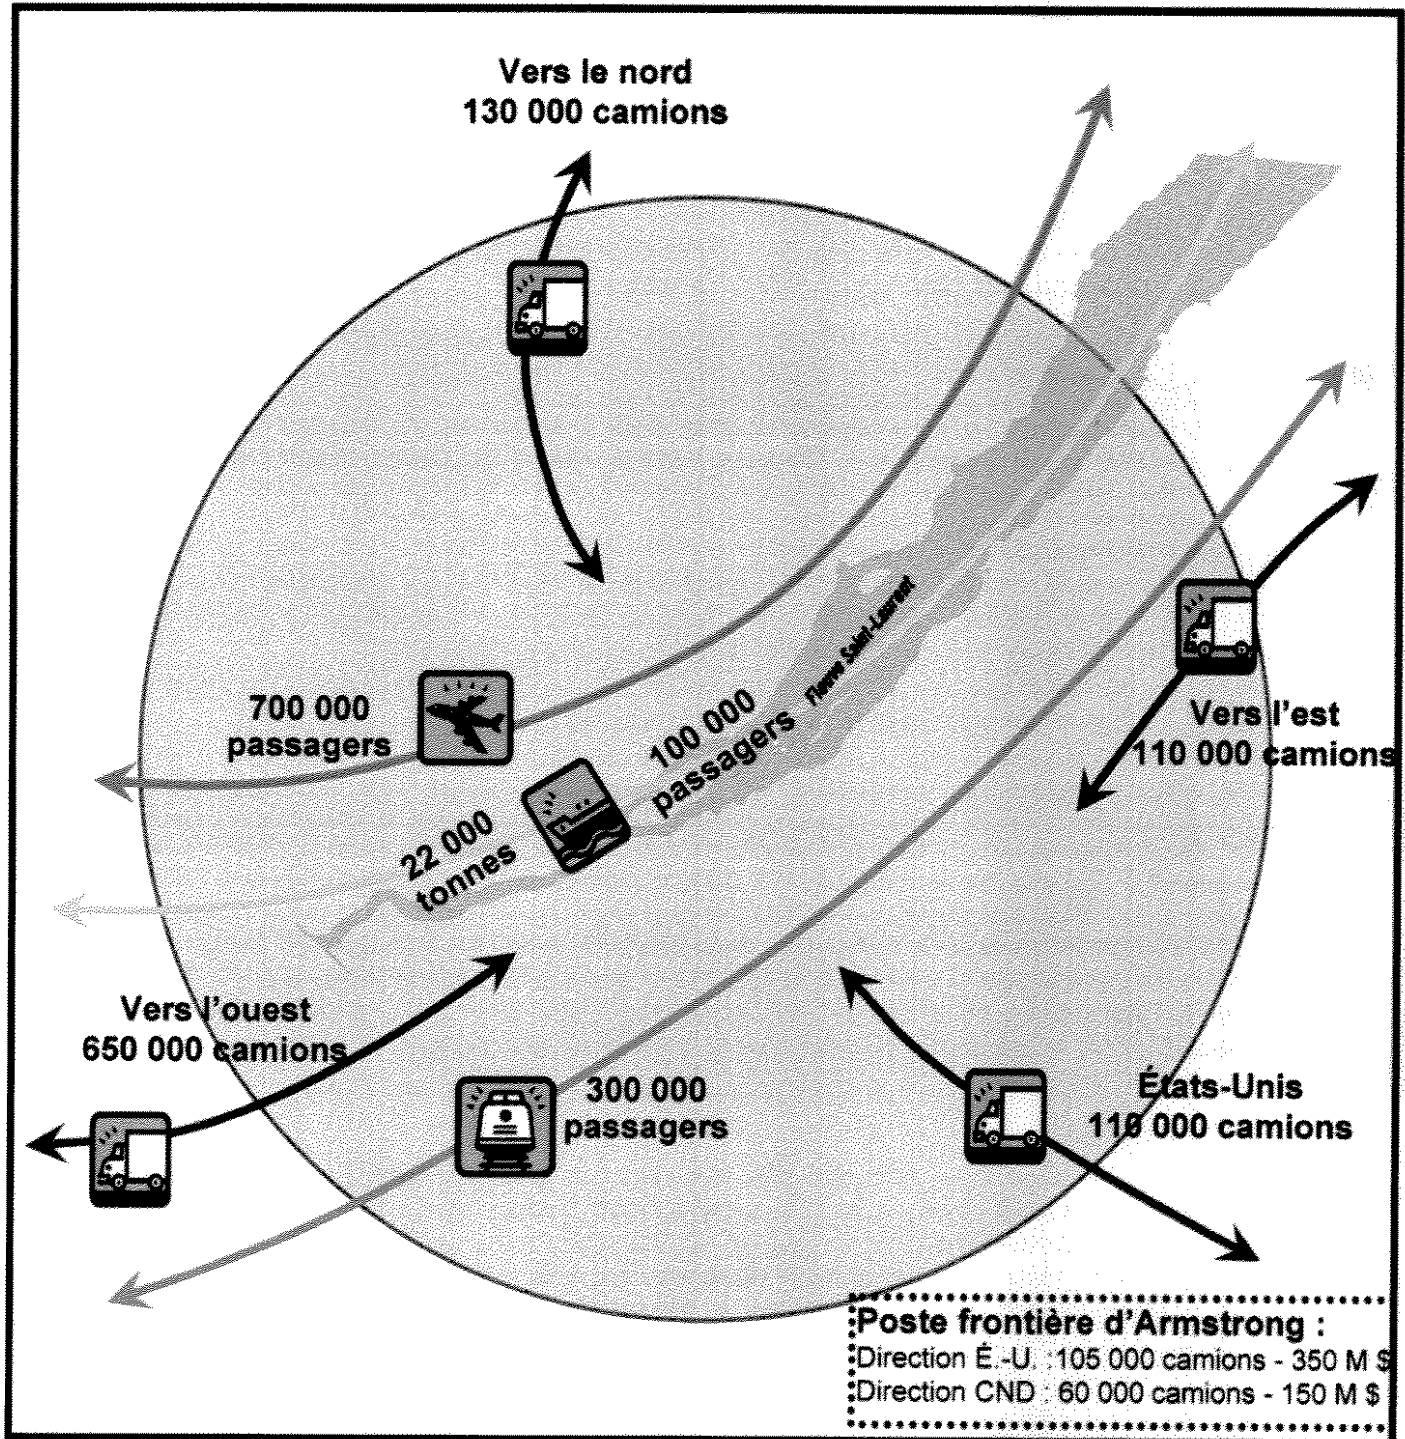 Vers le nord
130 000 camions
700 000
passagers
100 000
passagers
Fleuve Saint-Laurent
22 000
tonnes
Vers l'est
110 000 camions
Vers l'ouest
650 000 camions
300 000
passagers
États-Unis
110 000 camions
Poste frontière d'Armstrong :
Direction É.-U. :105 000 camions - 350 M $
Direction CND : 60 000 camions - 150 M $